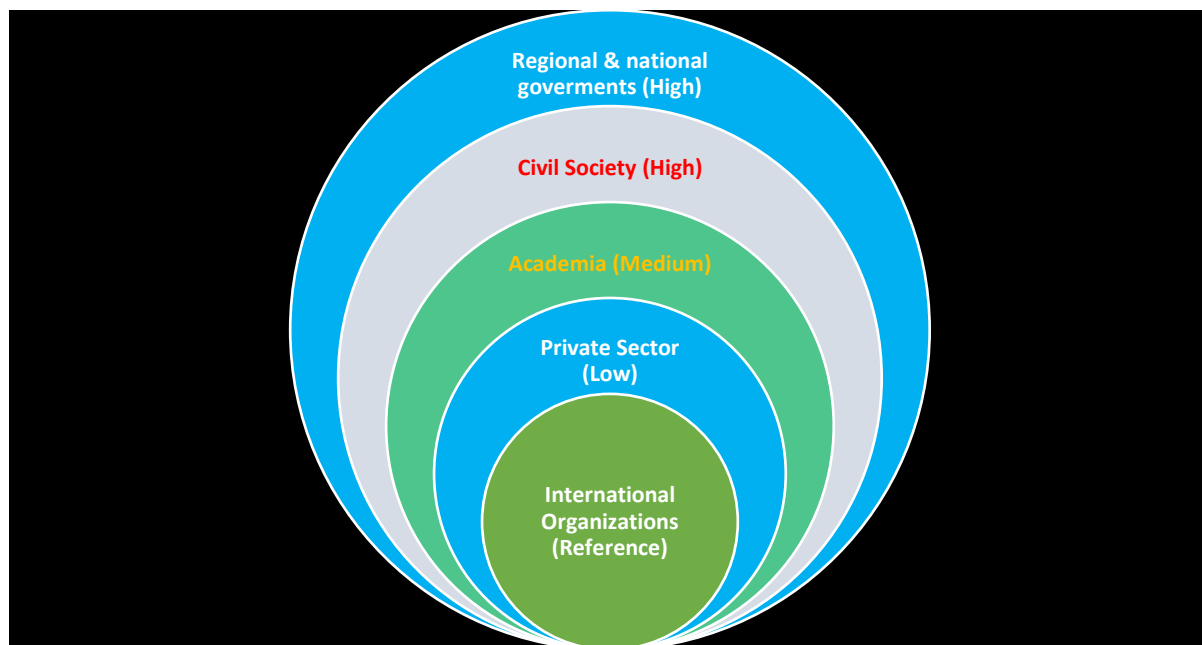 Regional & national
goverments (High)
Civil Society (High)
Academia (Medium)
Private Sector
(Low)
International
Organizations
(Reference)